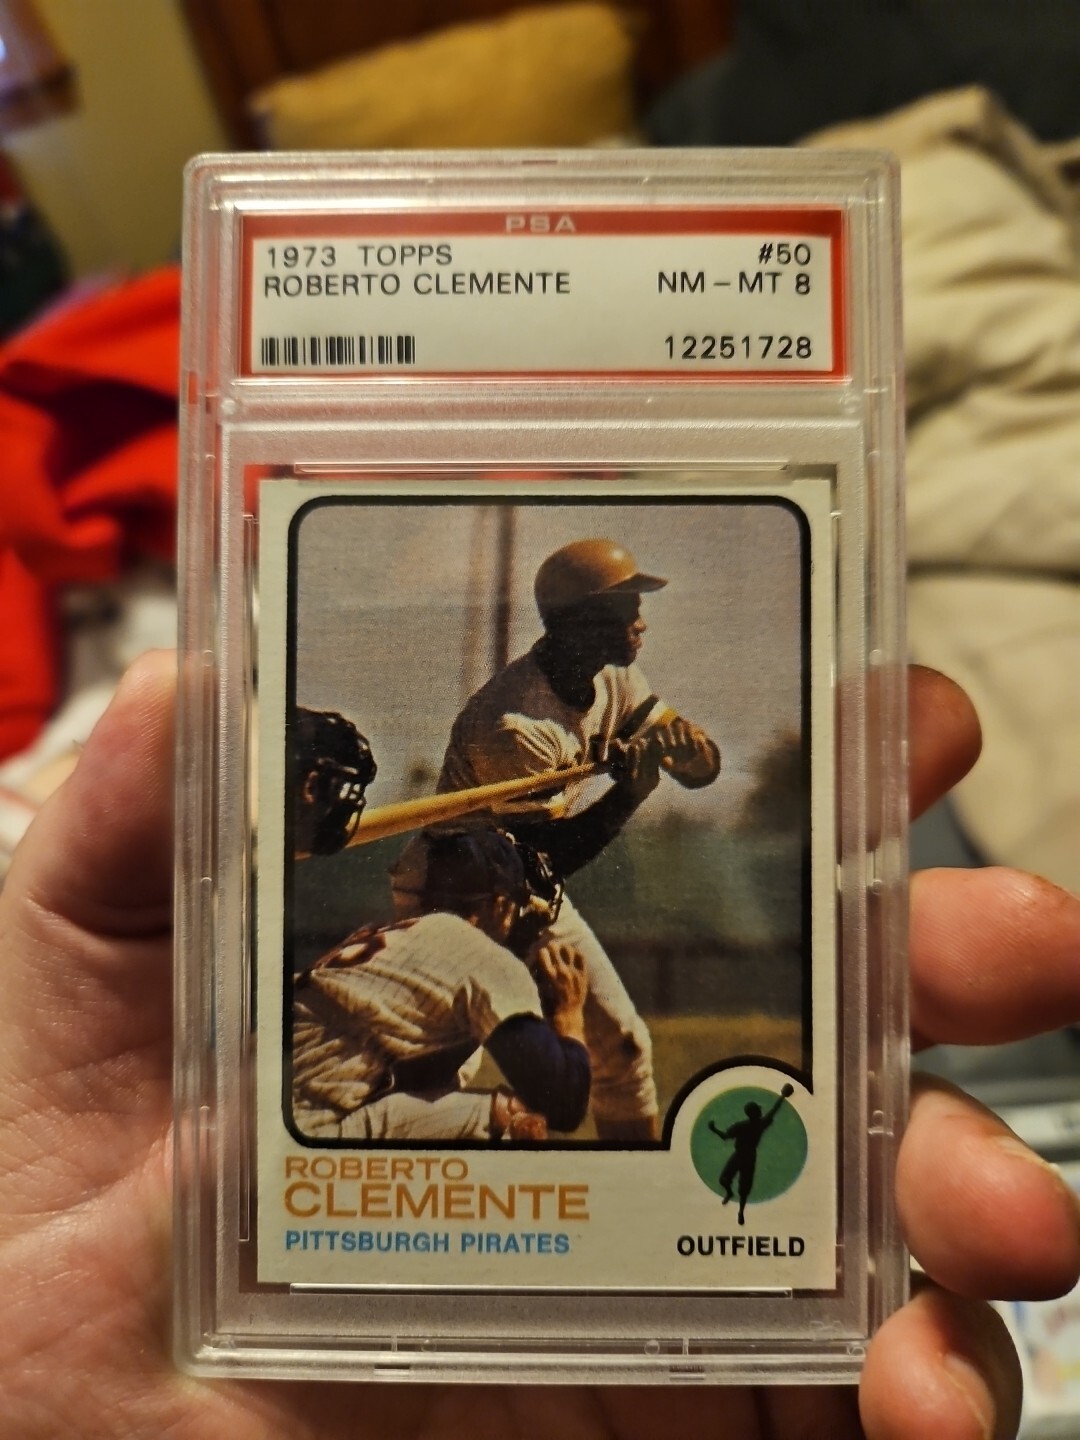 PSA
1973 TOPPS #50
ROBERTO CLEMENTE NM - MT 8
12251728
ROBERTO
CLEMENTE
PITTSBURGH PIRATES
OUTFIELD